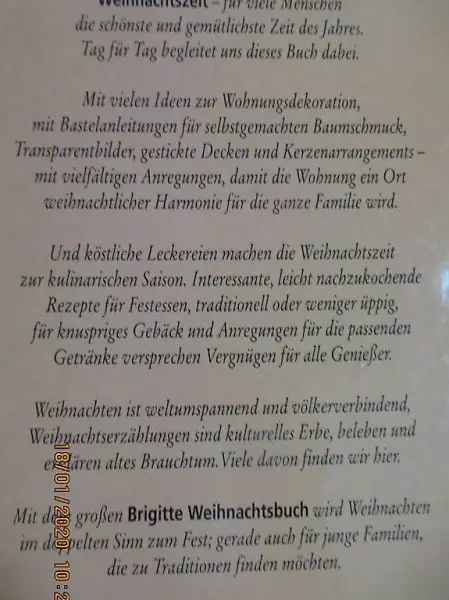 Weihnachtszeit – für viele Menschen
die schönste und gemütlichste Zeit des Jahres.
Tag für Tag begleitet uns dieses Buch dabei.
Mit vielen Ideen zur Wohnungsdekoration,
mit Bastelanleitungen für selbstgemachten Baumschmuck,
Transparentbilder, gestickte Decken und Kerzenarrangements –
mit vielfältigen Anregungen, damit die Wohnung ein Ort
weihnachtlicher Harmonie für die ganze Familie wird.
Und köstliche Leckereien machen die Weihnachtszeit
zur kulinarischen Saison. Interessante, leicht nachzukochende
Rezepte für Festessen, traditionell oder weniger üppig,
für knuspriges Gebäck und Anregungen für die passenden
Getränke versprechen Vergnügen für alle Genießer.
Weihnachten ist weltumspannend und völkerverbindend,
Weihnachtserzählungen sind kulturelles Erbe, beleben und
erklären altes Brauchtum. Viele davon finden wir hier.
Mit dem großen Brigitte Weihnachtsbuch wird Weihnachten
im doppelten Sinn zum Fest; gerade auch für junge Familien,
die zu Traditionen finden möchten.
18/01/2020 10:2